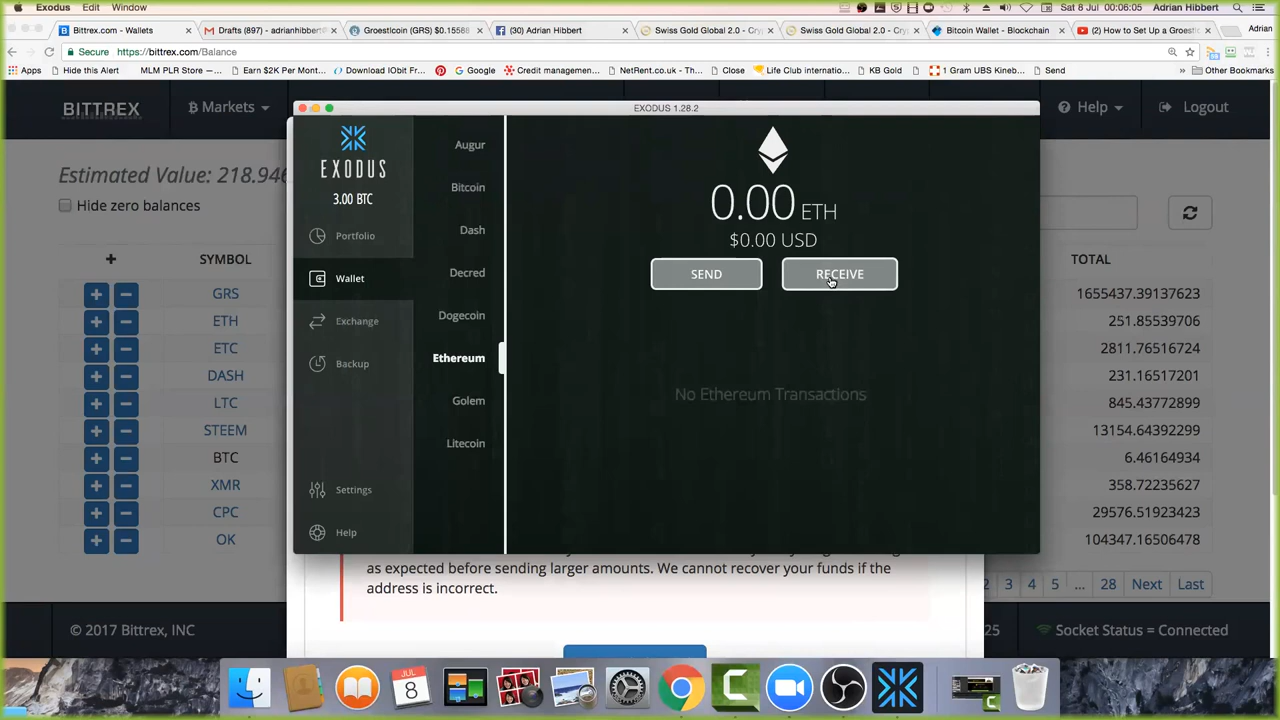 Exodus Edit Window
Sat 8 Jul 00:06:05 Adrian Hibbert
Bittrex.com - Wallets
Drafts (897) - adrianhibbert
Groestlcoin (GRS) $0.15568
(30) Adrian Hibbert
Swiss Gold Global 2.0 - Cry
Swiss Gold Global 2.0 - Cry
Bitcoin Wallet - Blockchain
(2) How to Set Up a Groestl
Adrian
Secure https://bittrex.com/Balance
Apps Hide this Alert MLM PLR Store —... Earn $2K Per Mont... Download IObit Fr... Google Credit managemen... NetRent.co.uk - Th... Close Life Club internatio... KB Gold 1 Gram UBS Kineb... Send » Other Bookmarks
BITTREX
Markets
Help
Logout
EXODUS 1.28.2
Estimated Value: 218.946
Hide zero balances
EXODUS
3.00 BTC
Portfolio
Wallet
Exchange
Backup
Settings
Help
Augur
Bitcoin
Dash
Decred
Dogecoin
Ethereum
Golem
Litecoin
0.00 ETH
$0.00 USD
SEND
RECEIVE
No Ethereum Transactions
+ SYMBOL TOTAL
GRS 1655437.39137623
ETH 251.85539706
ETC 2811.76516724
DASH 231.16517201
LTC 845.43772899
STEEM 13154.64392299
BTC 6.46164934
XMR 358.72235627
CPC 29576.51923423
OK 104347.16506478
as expected before sending larger amounts. We cannot recover your funds if the
address is incorrect.
2 3 4 5 ... 28 Next Last
© 2017 Bittrex, INC
25
Socket Status = Connected
JUL
8